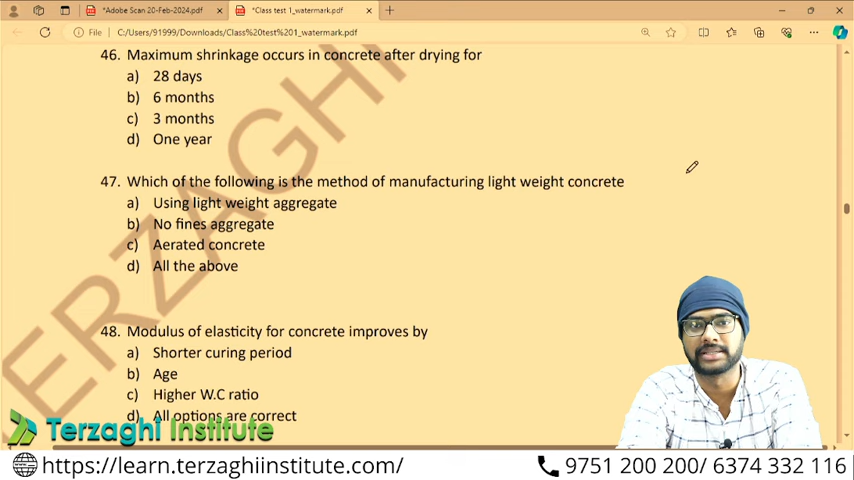 *Adobe Scan 20-Feb-2024.pdf
*Class test 1_watermark.pdf
File
C:/Users/91999/Downloads/Class%20test%201_watermark.pdf
46. Maximum shrinkage occurs in concrete after drying for
a) 28 days
b) 6 months
c) 3 months
d) One year
47. Which of the following is the method of manufacturing light weight concrete
a) Using light weight aggregate
b) No fines aggregate
c) Aerated concrete
d) All the above
48. Modulus of elasticity for concrete improves by
a) Shorter curing period
b) Age
c) Higher W.C ratio
d) All options are correct
ERZAGHI
Terzaghi Institute
https://learn.terzaghiinstitute.com/
9751 200 200/ 6374 332 116